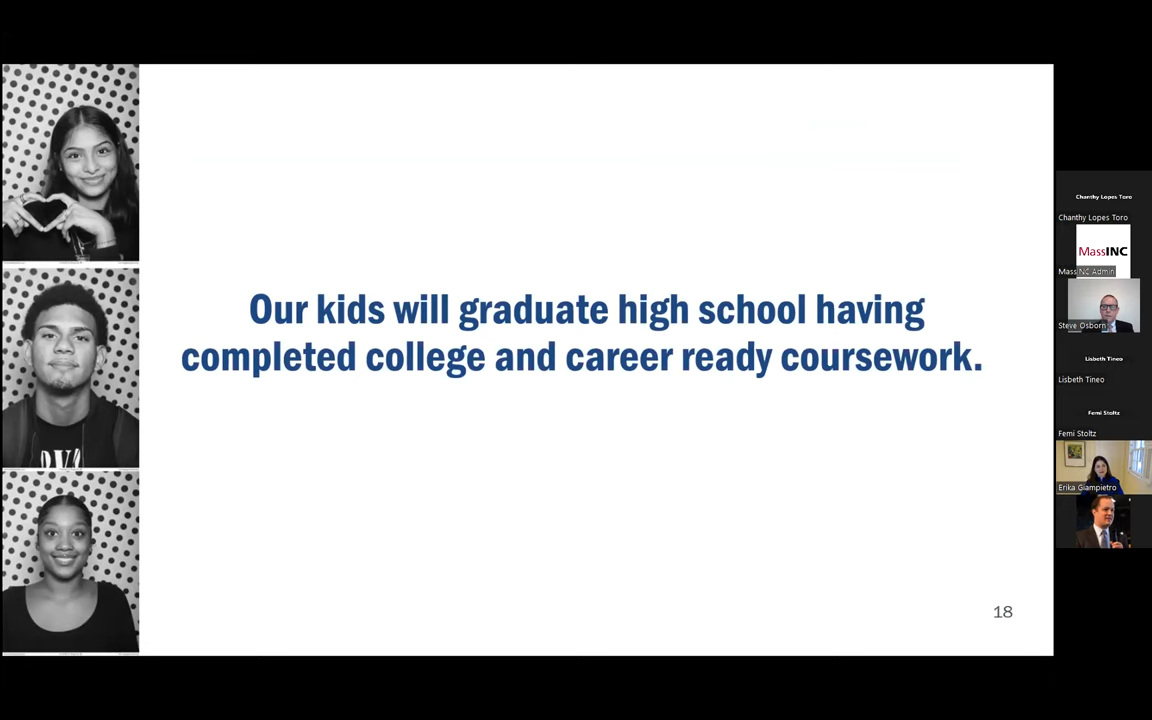 Our kids will graduate high school having
completed college and career ready coursework.
18
Chanthy Lopes Toro
Chanthy Lopes Toro
MassINC
MassINC Admin
Steve Osborn
Lisbeth Tineo
Lisbeth Tineo
Femi Stoltz
Femi Stoltz
Erika Giampietro